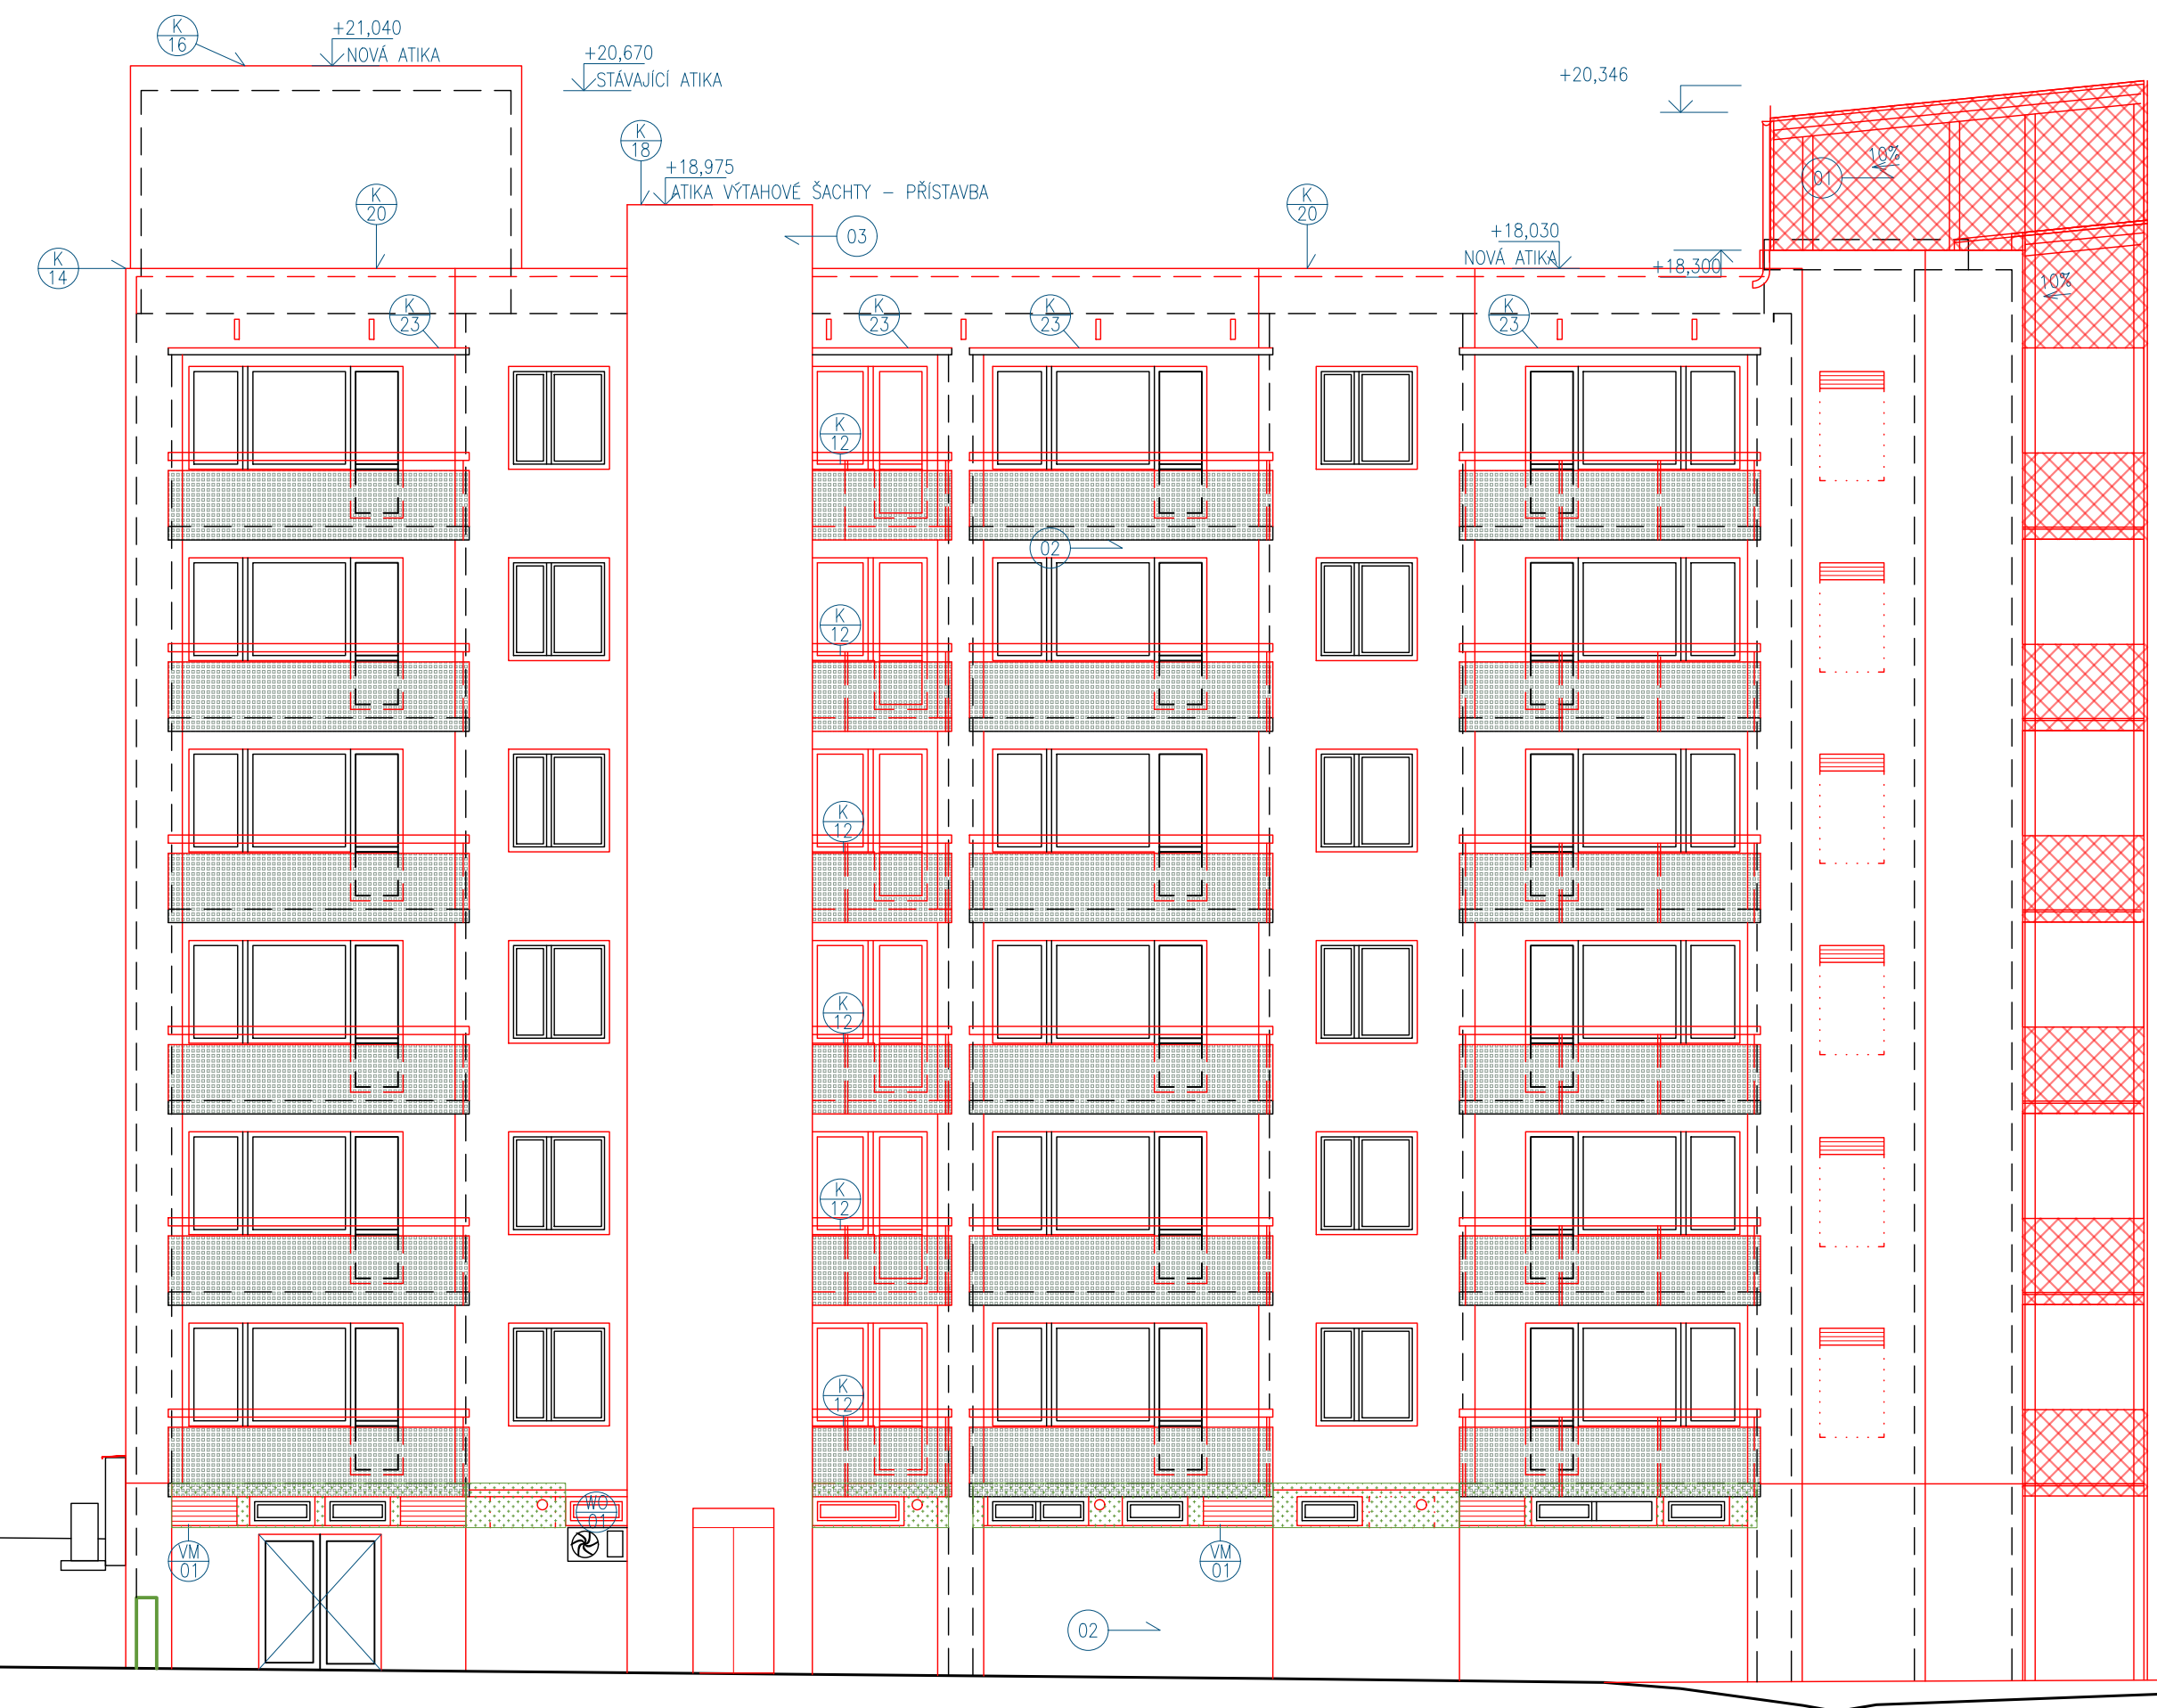 K
16
+21,040
NOVÁ ATIKA
+20,670
STÁVAJÍCÍ ATIKA
+20,346
K
18
+18,975
ATIKA VÝTAHOVÉ ŠACHTY – PŘÍSTAVBA
10%
01
K
20
K
20
03
+18,030
NOVÁ ATIKA
K
14
+18,300
10%
K
23
K
23
K
23
K
23
K
12
02
K
12
K
12
K
12
K
12
K
12
WO
01
VM
01
VM
01
02